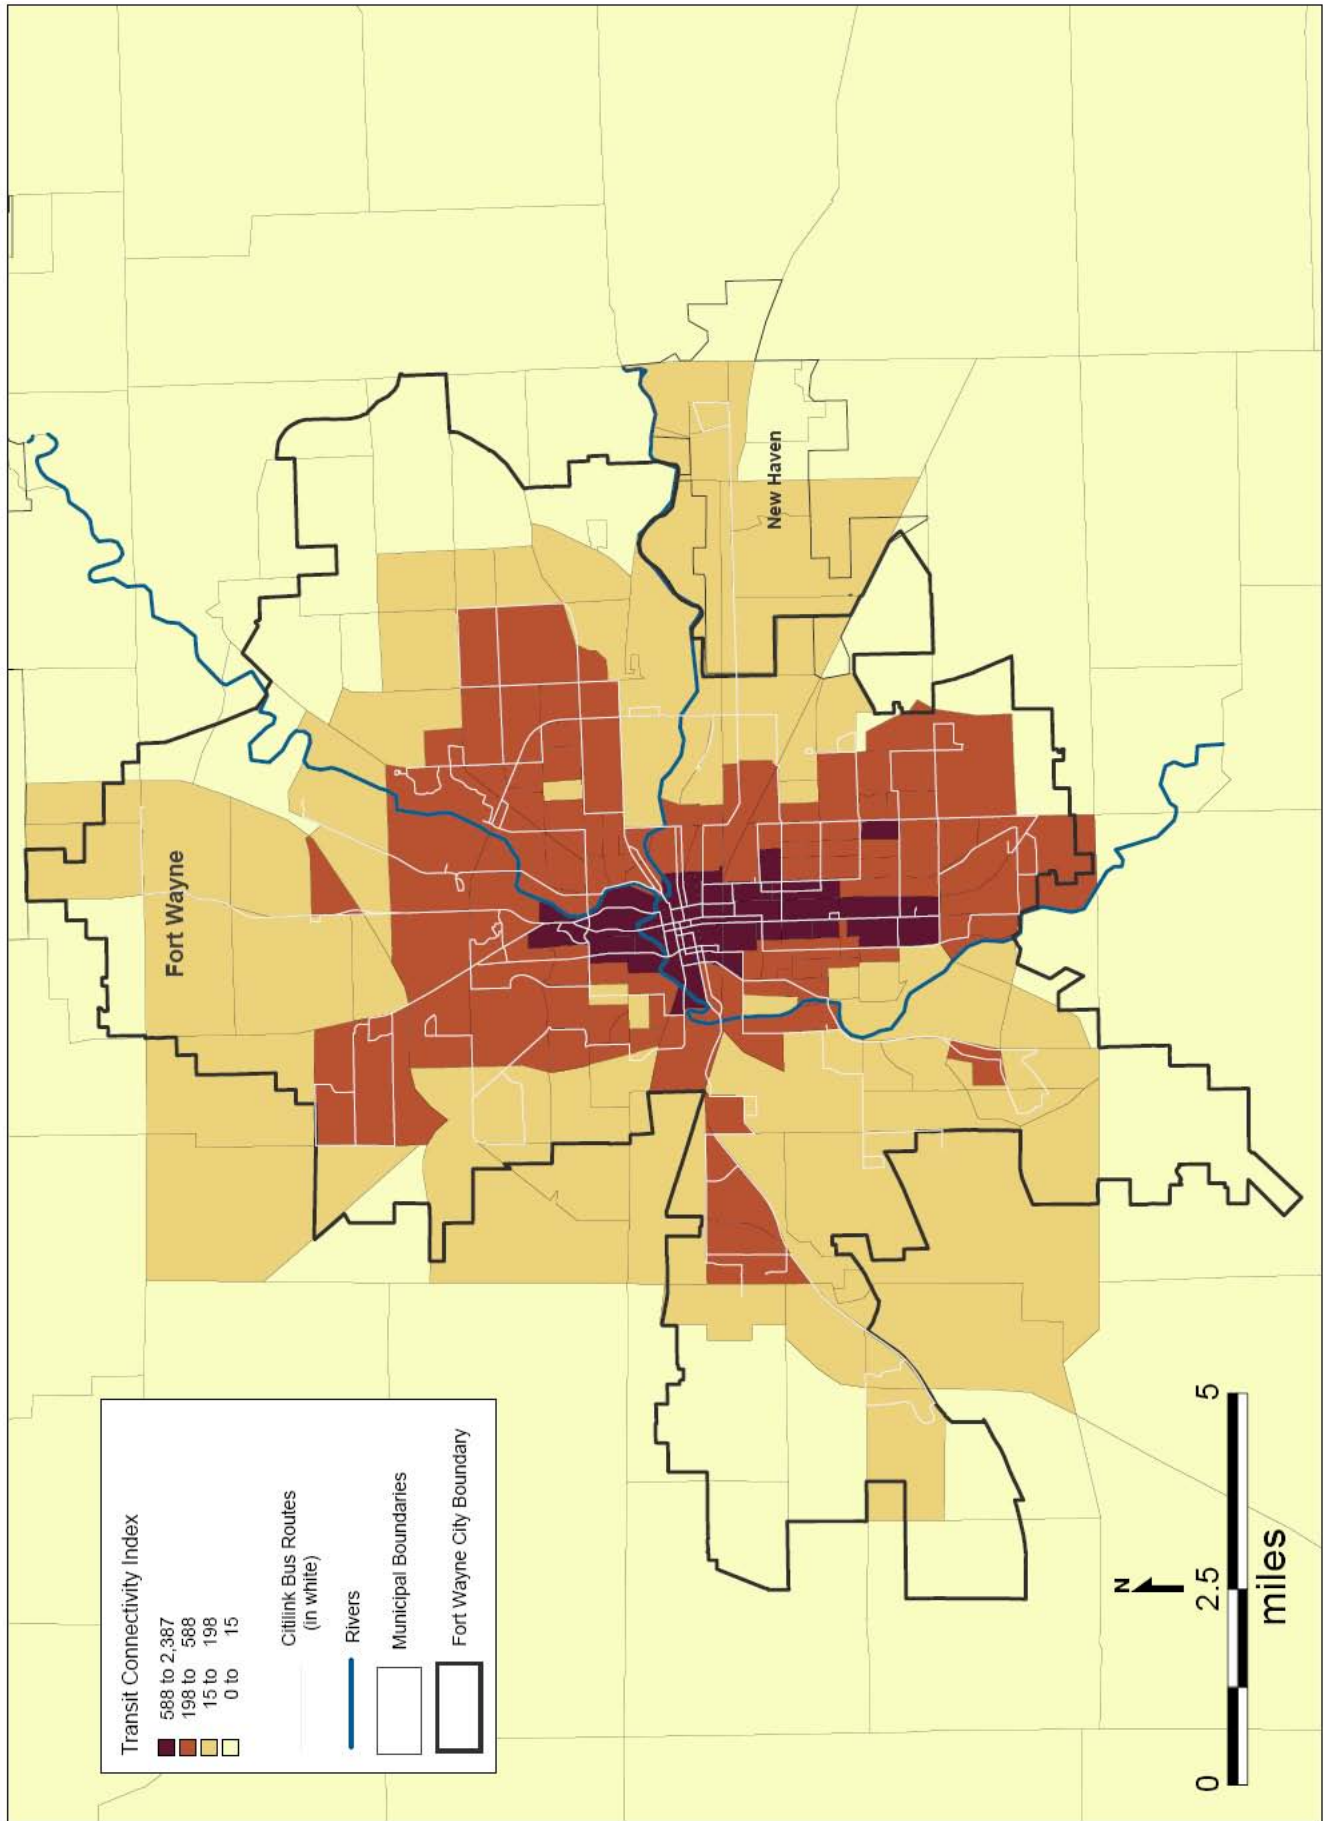 Fort Wayne
New Haven
Transit Connectivity Index
588 to 2,387
198 to 588
15 to 198
0 to 15
Citilink Bus Routes
(in white)
Rivers
Municipal Boundaries
Fort Wayne City Boundary
N
0 2.5 5
miles